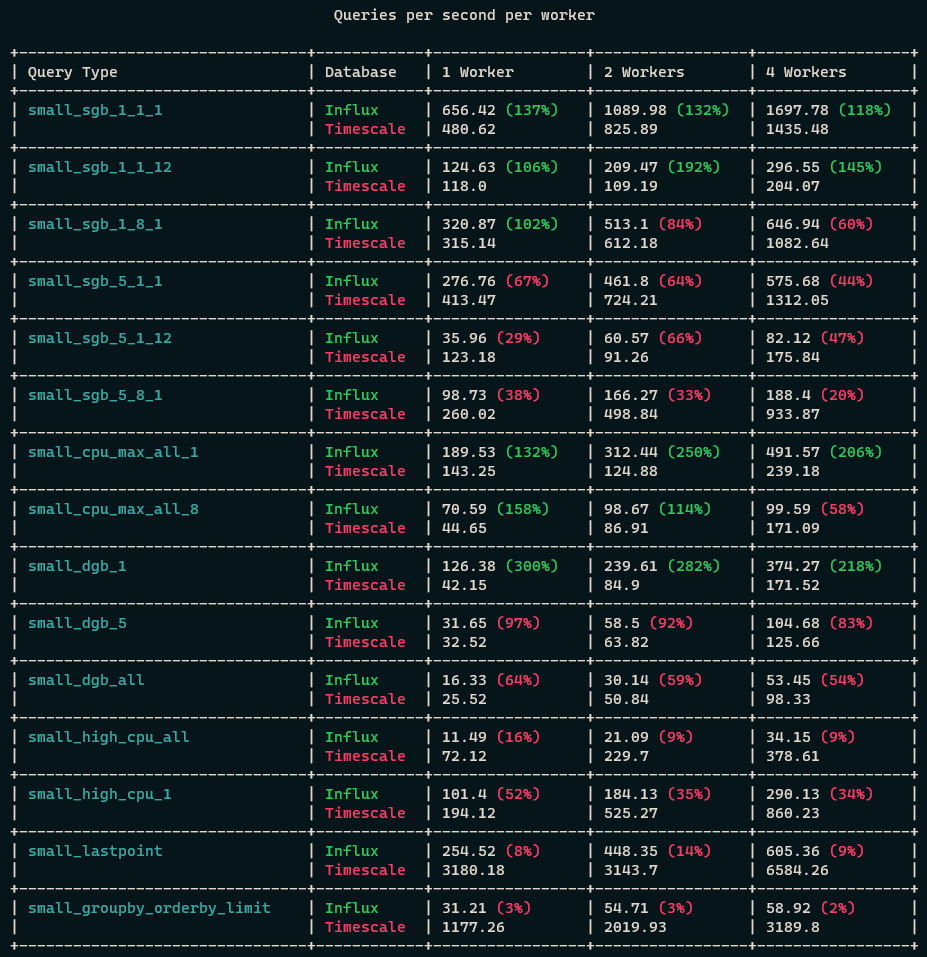 Queries per second per worker
Query Type | Database | 1 Worker | 2 Workers | 4 Workers
small_sgb_1_1_1 | Influx | 656.42 (137%) | 1089.98 (132%) | 1697.78 (118%)
Timescale | 480.62 | 825.89 | 1435.48
small_sgb_1_1_12 | Influx | 124.63 (106%) | 209.47 (192%) | 296.55 (145%)
Timescale | 118.0 | 109.19 | 204.07
small_sgb_1_8_1 | Influx | 320.87 (102%) | 513.1 (84%) | 646.94 (60%)
Timescale | 315.14 | 612.18 | 1082.64
small_sgb_5_1_1 | Influx | 276.76 (67%) | 461.8 (64%) | 575.68 (44%)
Timescale | 413.47 | 724.21 | 1312.05
small_sgb_5_1_12 | Influx | 35.96 (29%) | 60.57 (66%) | 82.12 (47%)
Timescale | 123.18 | 91.26 | 175.84
small_sgb_5_8_1 | Influx | 98.73 (38%) | 166.27 (33%) | 188.4 (20%)
Timescale | 260.02 | 498.84 | 933.87
small_cpu_max_all_1 | Influx | 189.53 (132%) | 312.44 (250%) | 491.57 (206%)
Timescale | 143.25 | 124.88 | 239.18
small_cpu_max_all_8 | Influx | 70.59 (158%) | 98.67 (114%) | 99.59 (58%)
Timescale | 44.65 | 86.91 | 171.09
small_dgb_1 | Influx | 126.38 (300%) | 239.61 (282%) | 374.27 (218%)
Timescale | 42.15 | 84.9 | 171.52
small_dgb_5 | Influx | 31.65 (97%) | 58.5 (92%) | 104.68 (83%)
Timescale | 32.52 | 63.82 | 125.66
small_dgb_all | Influx | 16.33 (64%) | 30.14 (59%) | 53.45 (54%)
Timescale | 25.52 | 50.84 | 98.33
small_high_cpu_all | Influx | 11.49 (16%) | 21.09 (9%) | 34.15 (9%)
Timescale | 72.12 | 229.7 | 378.61
small_high_cpu_1 | Influx | 101.4 (52%) | 184.13 (35%) | 290.13 (34%)
Timescale | 194.12 | 525.27 | 860.23
small_lastpoint | Influx | 254.52 (8%) | 448.35 (14%) | 605.36 (9%)
Timescale | 3180.18 | 3143.7 | 6584.26
small_groupby_orderby_limit | Influx | 31.21 (3%) | 54.71 (3%) | 58.92 (2%)
Timescale | 1177.26 | 2019.93 | 3189.8